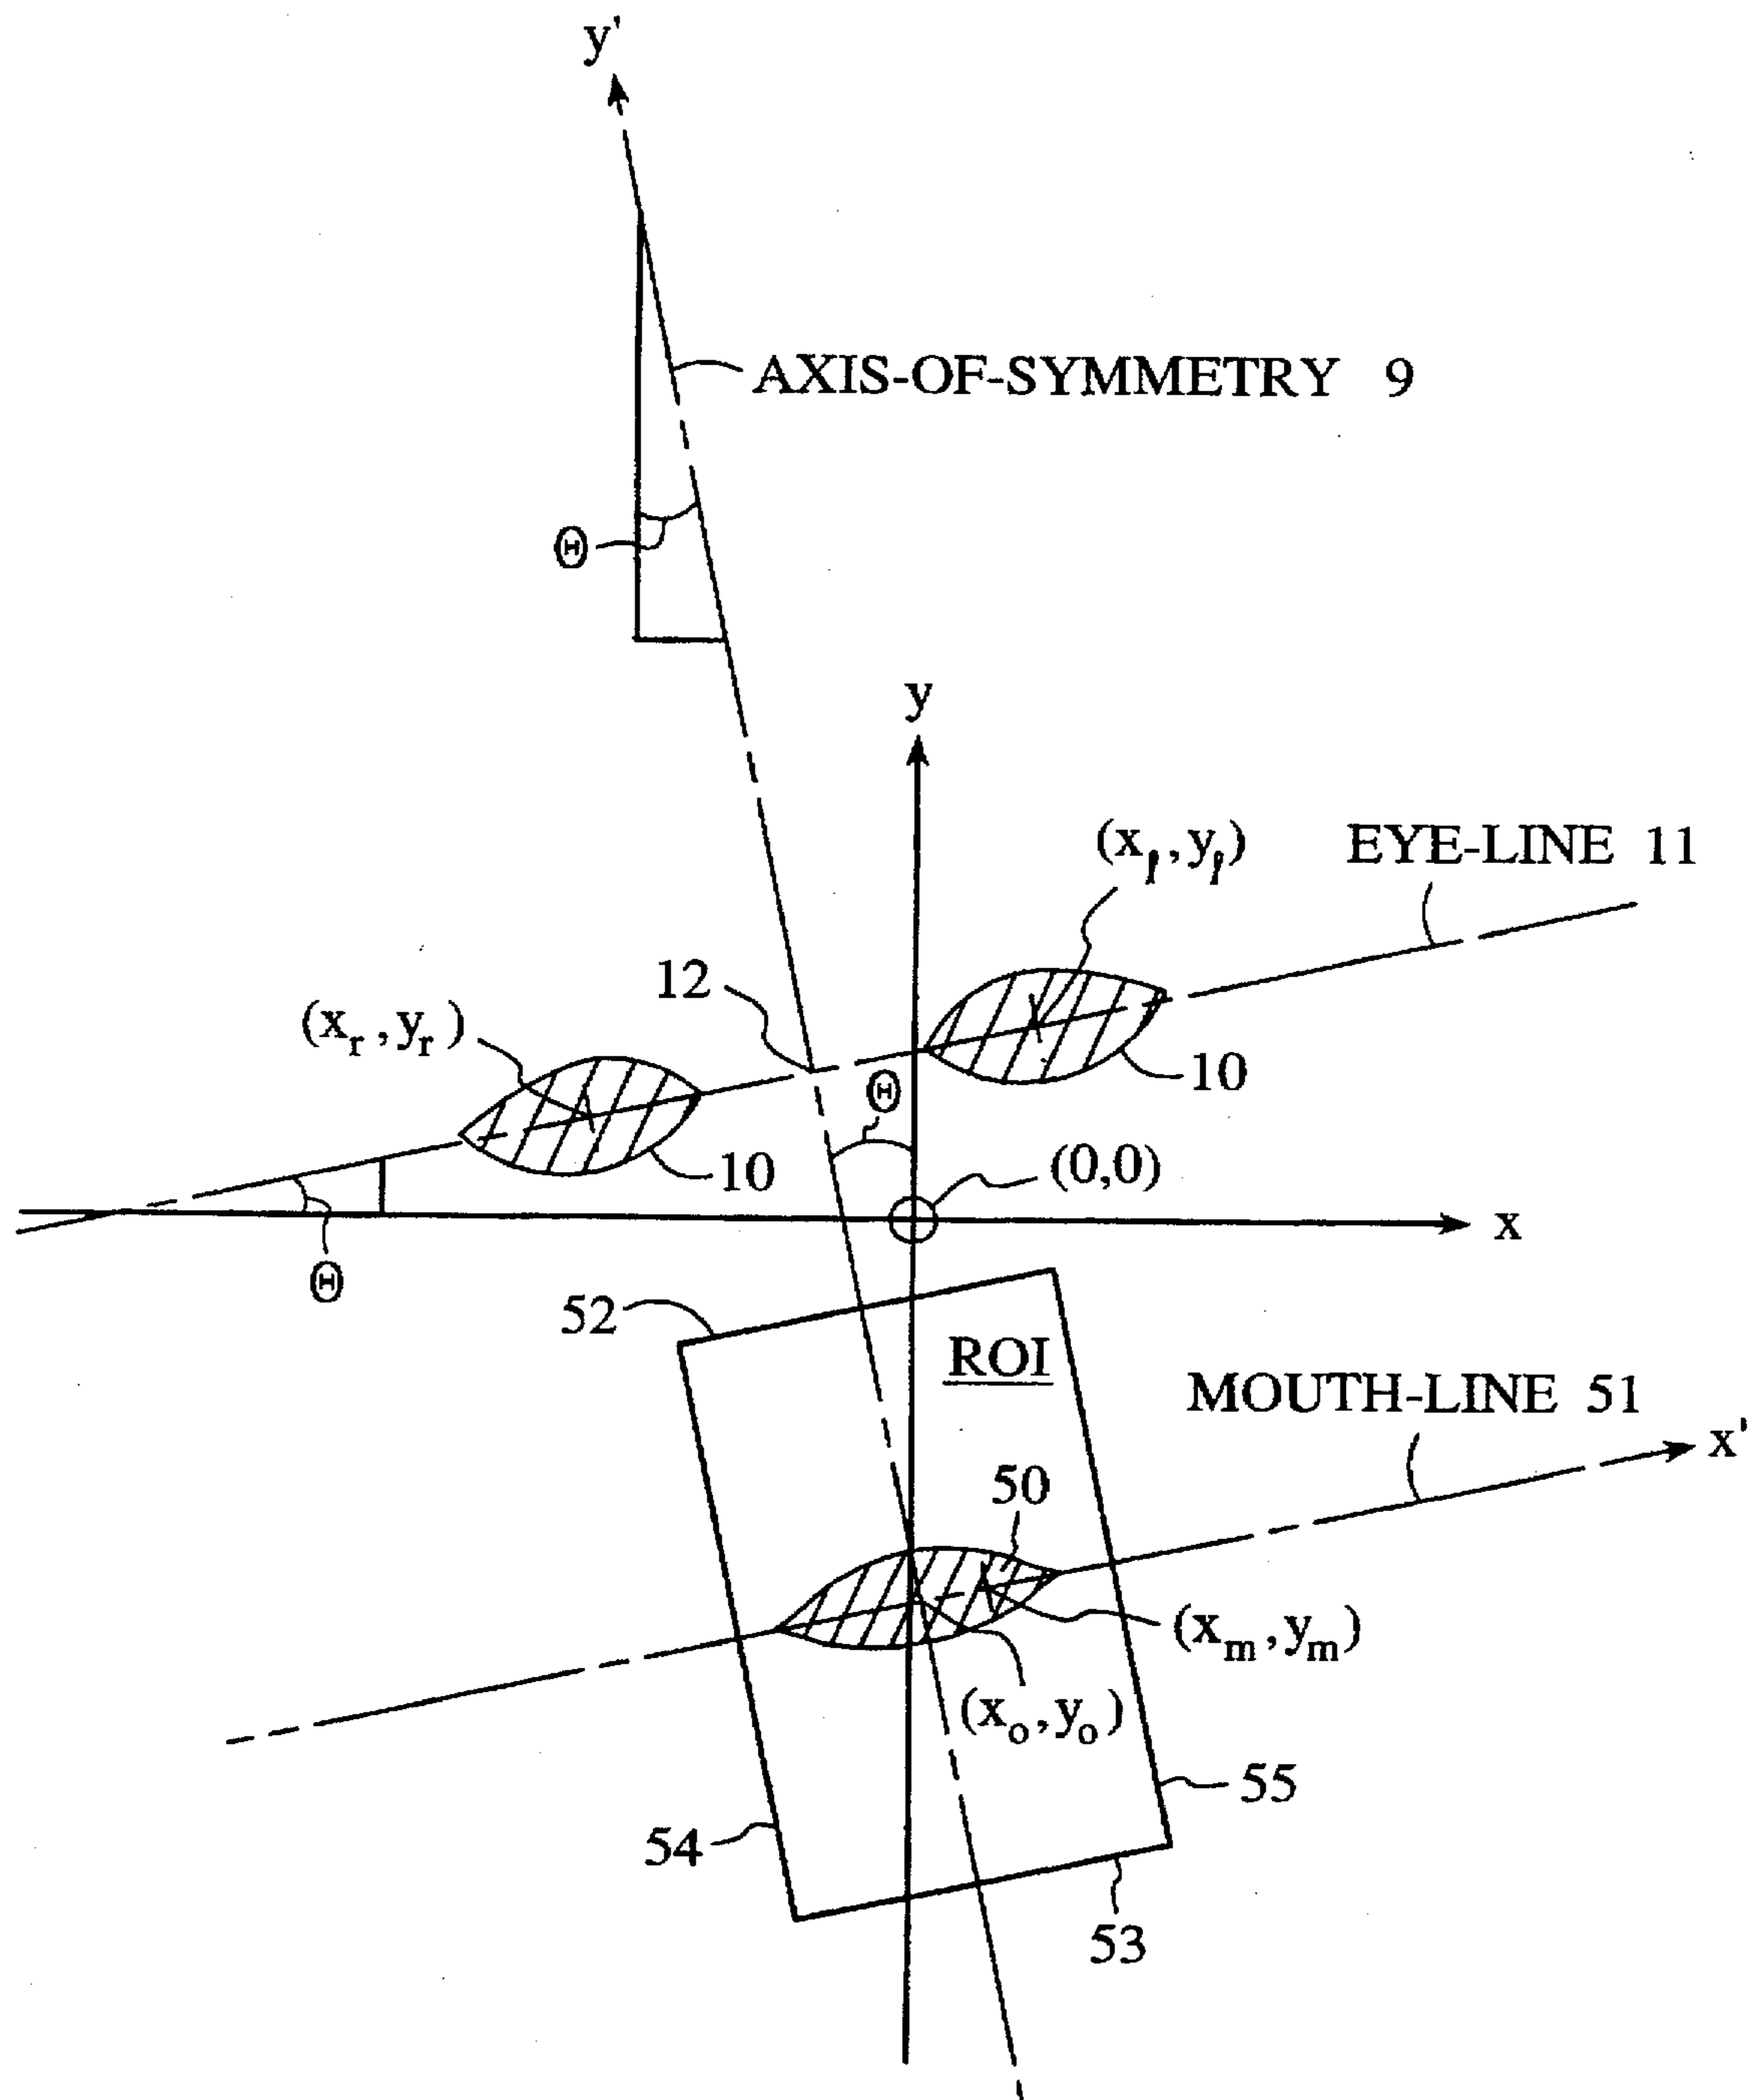 y'
AXIS-OF-SYMMETRY 9
Θ
y
(x_l, y_l)
EYE-LINE 11
12
(x_r, y_r)
Θ
10
10
(0,0)
x
Θ
52
ROI
MOUTH-LINE 51
x'
50
(x_m, y_m)
(x_o, y_o)
55
54
53